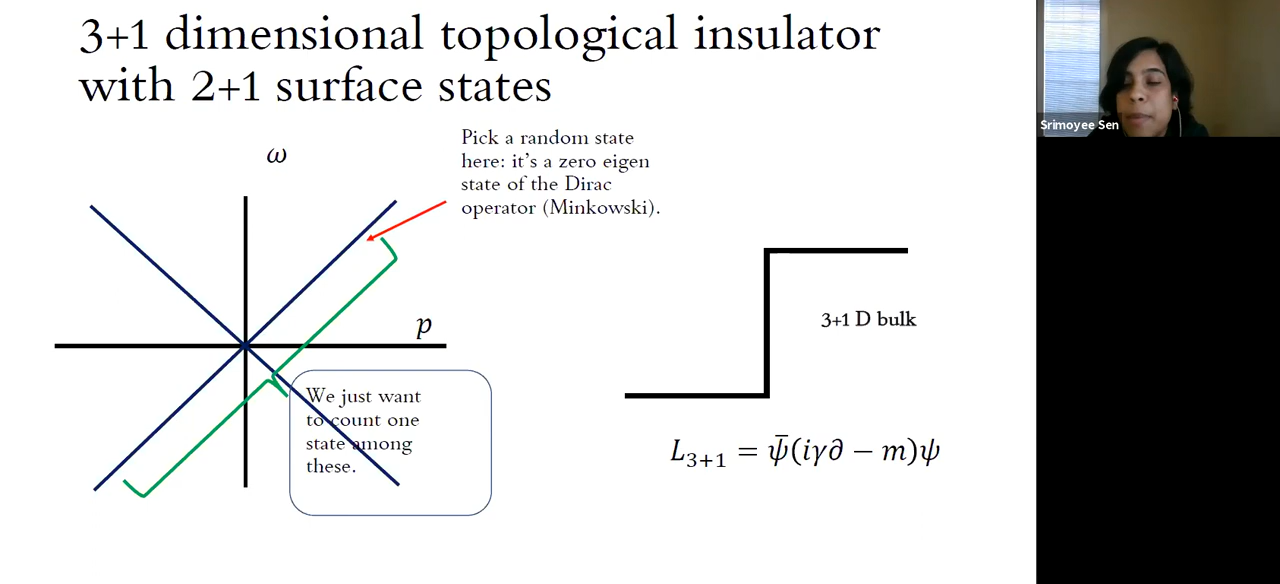 3+1 dimensional topological insulator
with 2+1 surface states
ω
Pick a random state
here: it's a zero eigen
state of the Dirac
operator (Minkowski).
p
We just want
to count one
state among
these.
3+1 D bulk
L₃₊₁ = ψ̄(iγ∂ − m)ψ
Srimoyee Sen